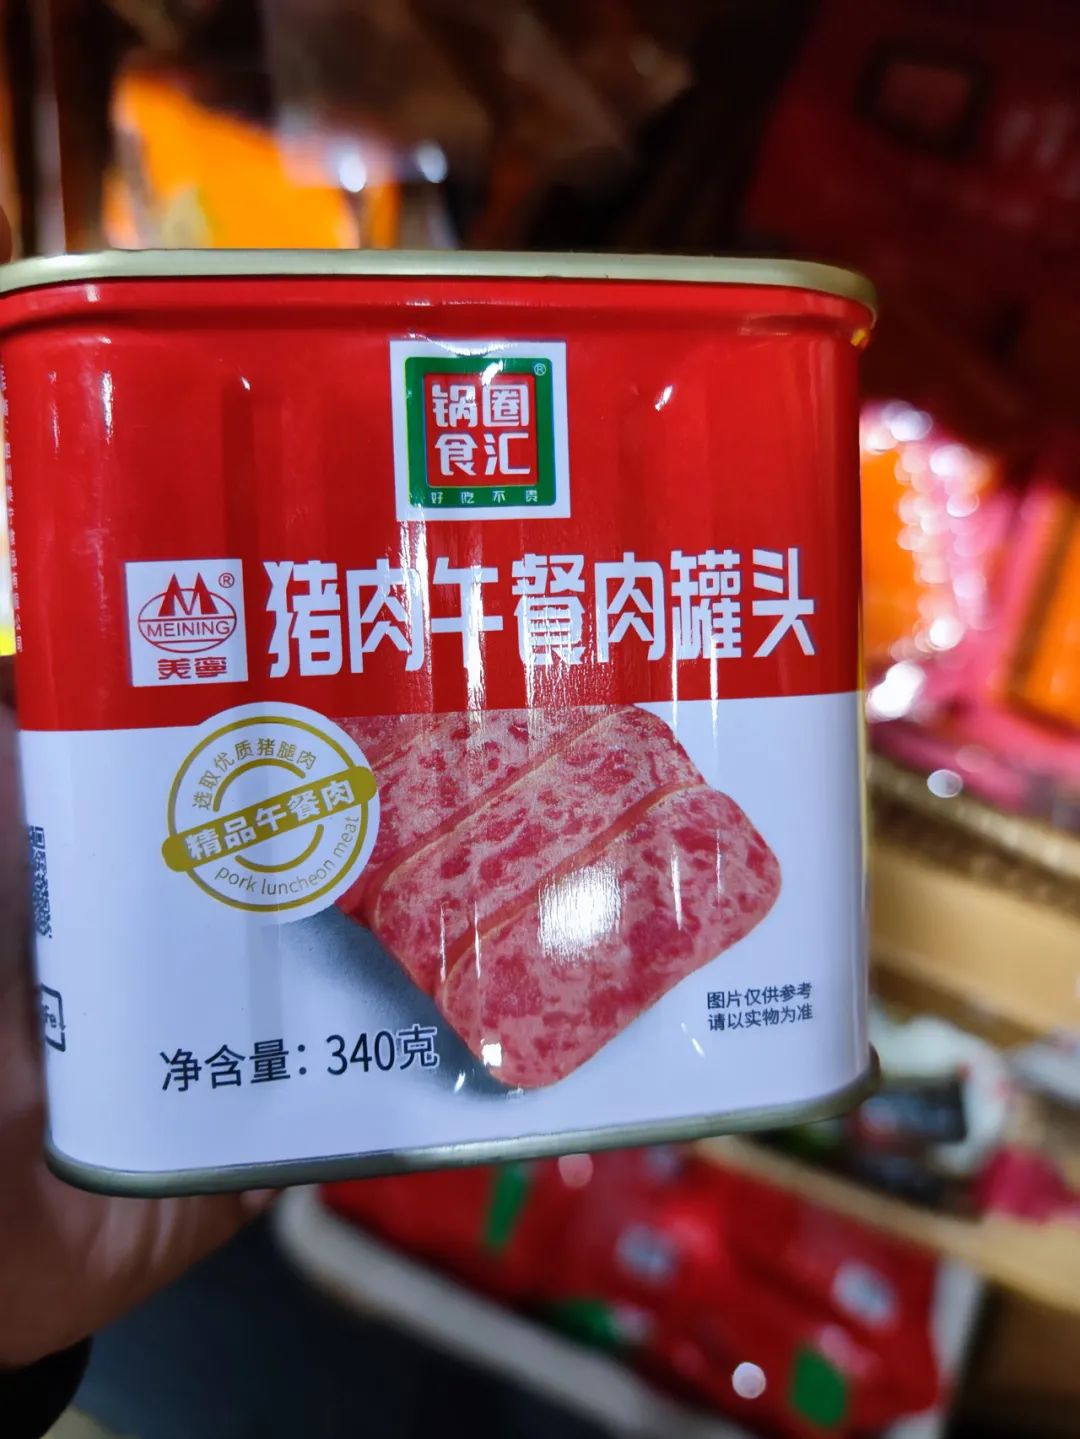 锅圈
食汇
®
好吃不贵
MEINING
®
美寧
猪肉午餐肉罐头
选取优质猪腿肉
精品午餐肉
pork luncheon meat
图片仅供参考
请以实物为准
净含量：340克